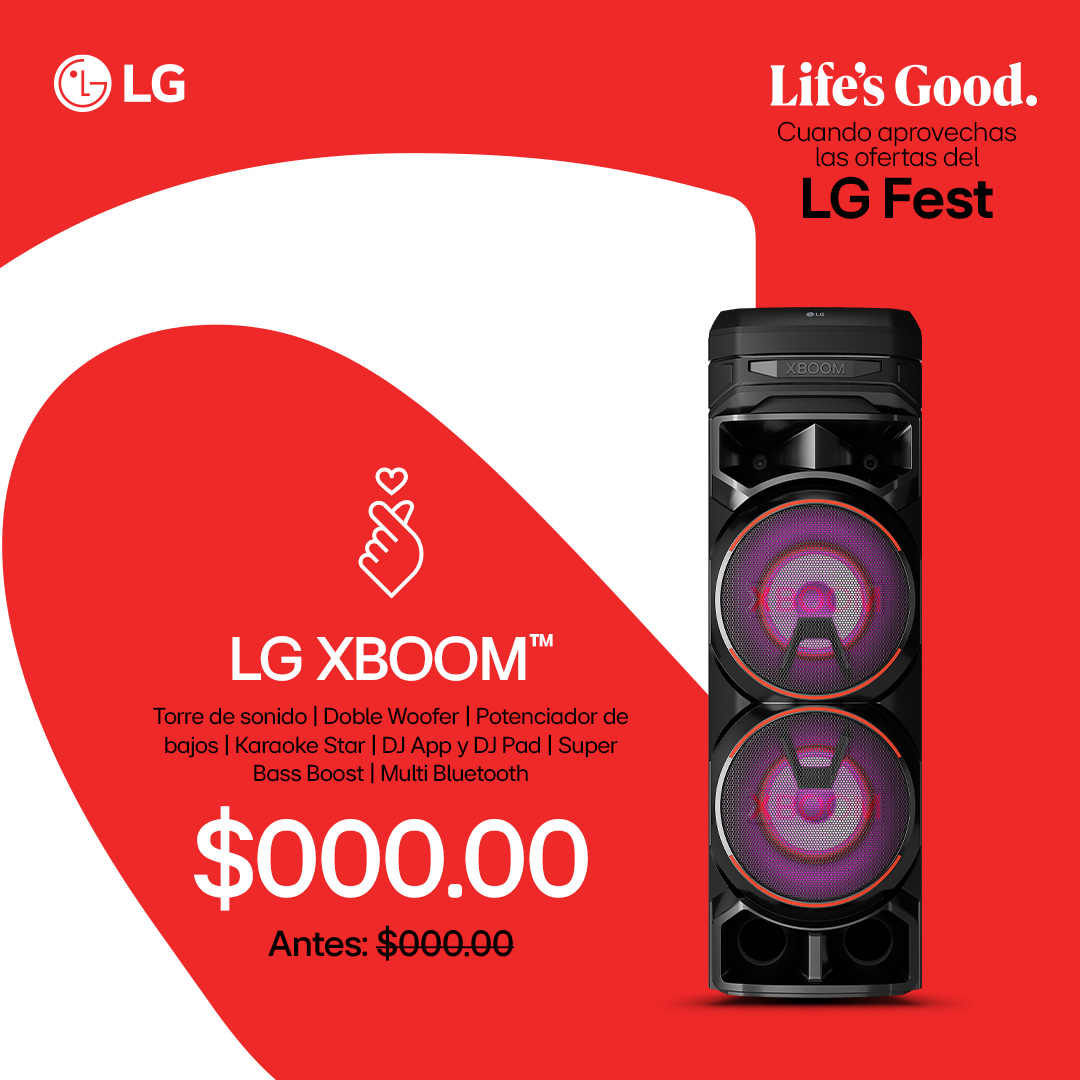 LG
Life's Good.
Cuando aprovechas
las ofertas del
LG Fest
LG
XBOOM
LG XBOOM™
Torre de sonido | Doble Woofer | Potenciador de
bajos | Karaoke Star | DJ App y DJ Pad | Super
Bass Boost | Multi Bluetooth
$000.00
Antes: $000.00